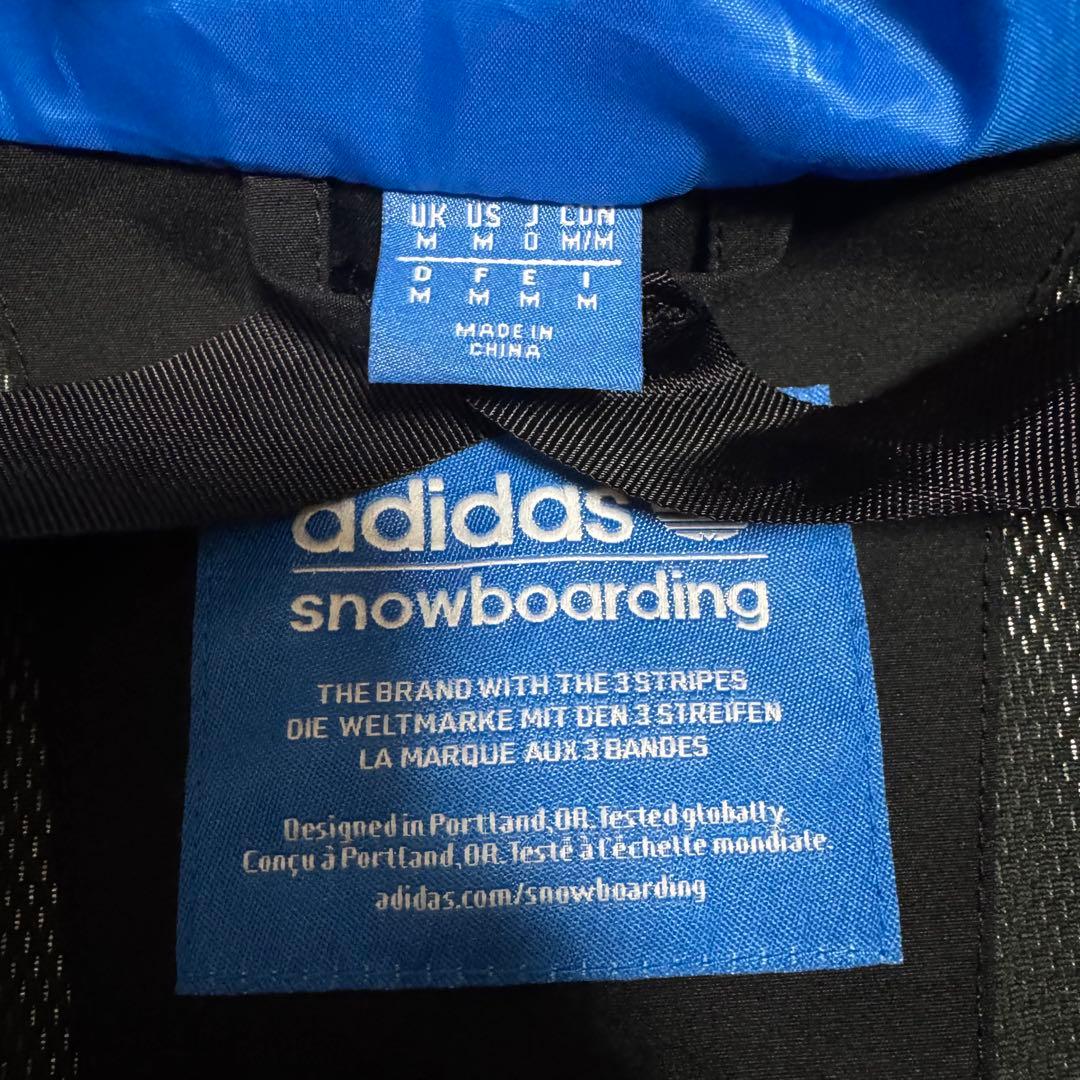 UK US J CDN
M M O M/M
D F E I
M M M M
MADE IN
CHINA
adidas
snowboarding
THE BRAND WITH THE 3 STRIPES
DIE WELTMARKE MIT DEN 3 STREIFEN
LA MARQUE AUX 3 BANDES
Designed in Portland, OR. Tested globally.
Conçu à Portland, OR. Testé à l'échelle mondiale.
adidas.com/snowboarding